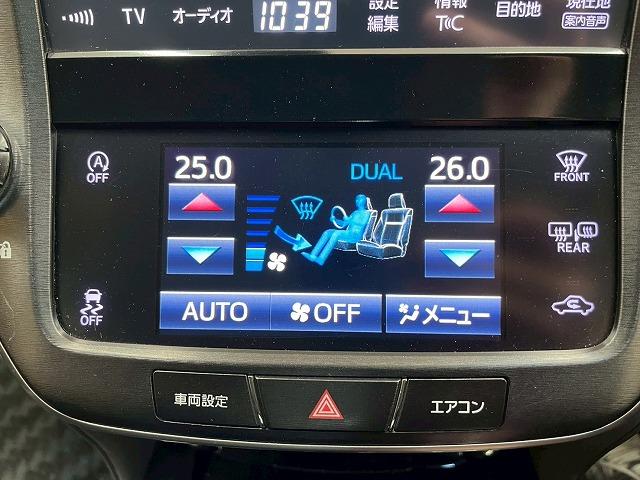 TV オーディオ 10:39 設定 情報 目的地 現在地
編集 TC 案内音声
A
OFF
25.0 DUAL 26.0
FRONT
REAR
OFF
AUTO OFF メニュー
車両設定 エアコン